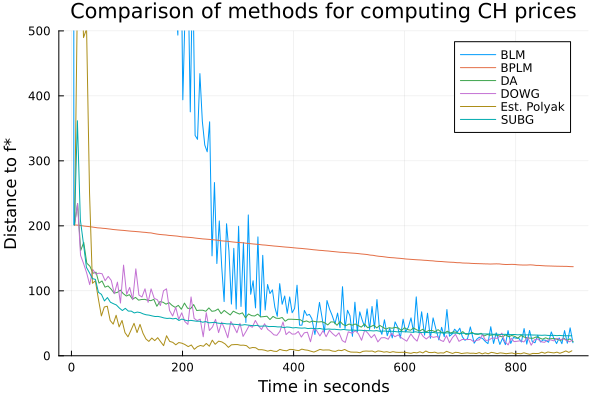 Comparison of methods for computing CH prices
500
400
300
200
100
0
Distance to f*
BLM
BPLM
DA
DOWG
Est. Polyak
SUBG
0 200 400 600 800
Time in seconds